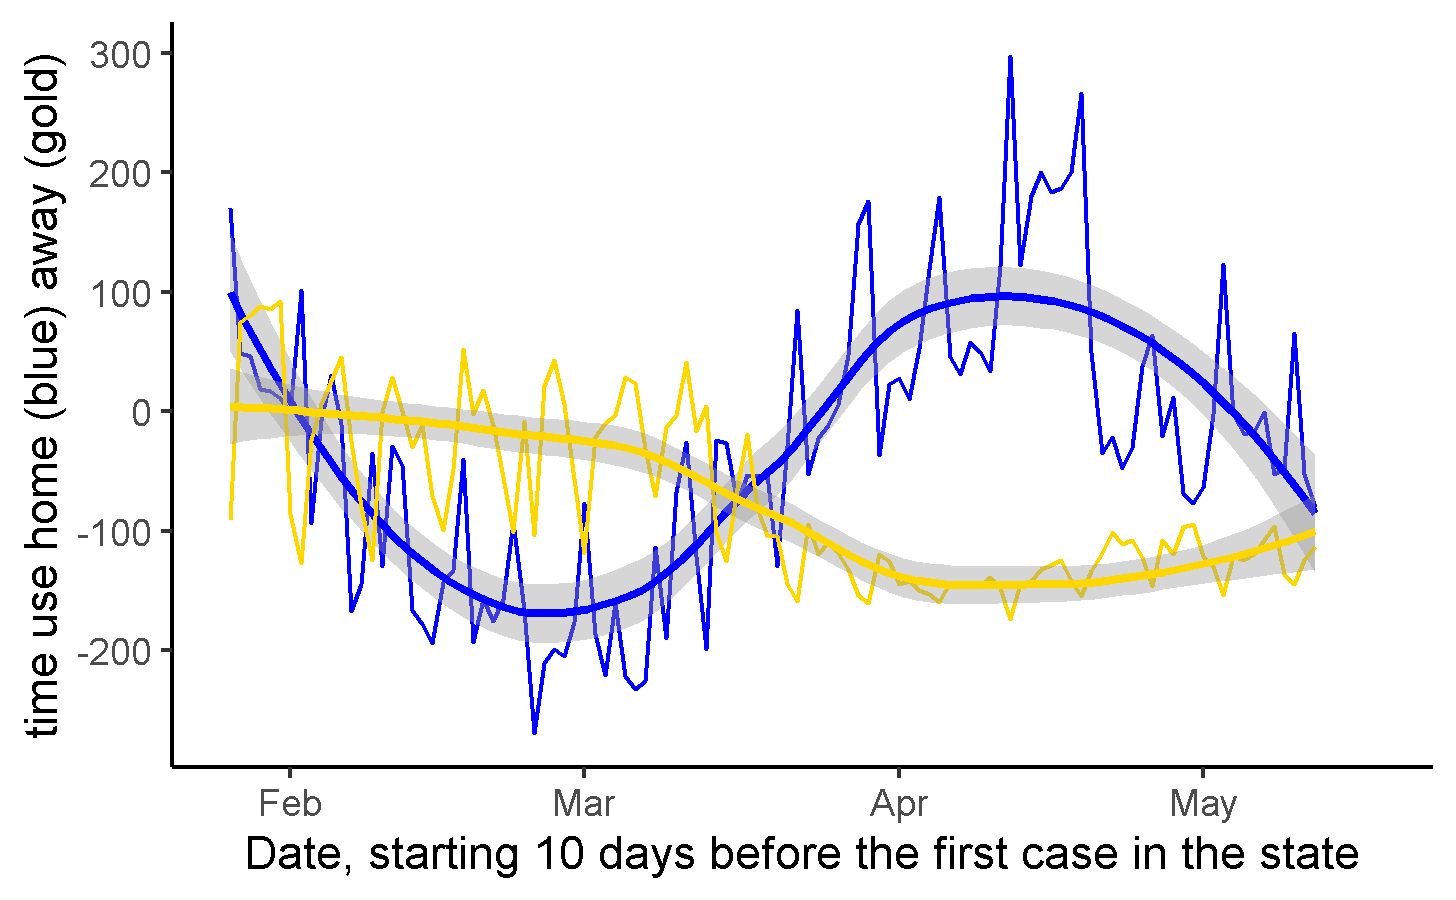 time use home (blue) away (gold)
300
200
100
0
-100
-200
Feb Mar Apr May
Date, starting 10 days before the first case in the state